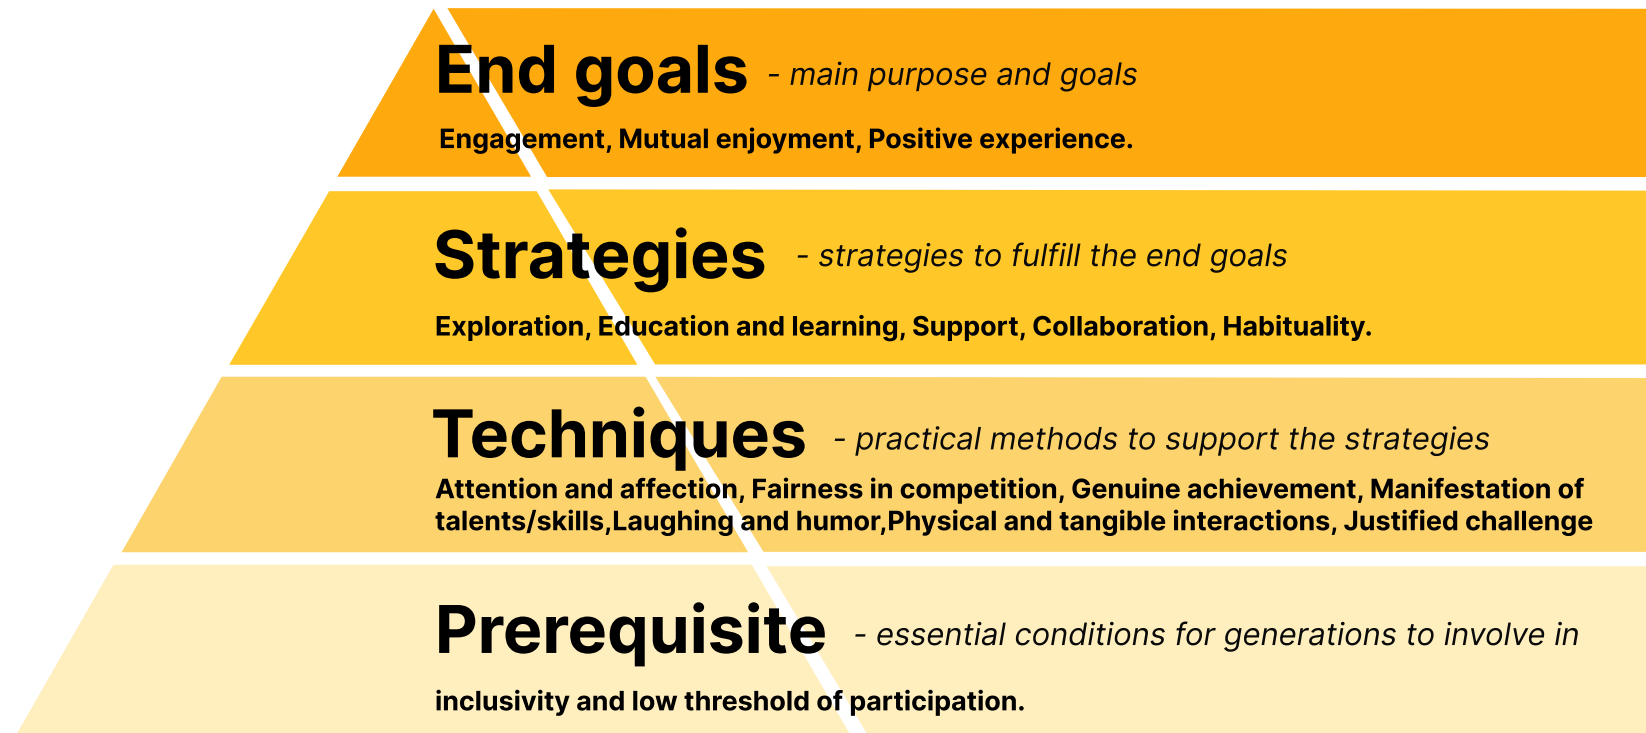 End goals - main purpose and goals
Engagement, Mutual enjoyment, Positive experience.
Strategies - strategies to fulfill the end goals
Exploration, Education and learning, Support, Collaboration, Habituality.
Techniques - practical methods to support the strategies
Attention and affection, Fairness in competition, Genuine achievement, Manifestation of
talents/skills,Laughing and humor,Physical and tangible interactions, Justified challenge
Prerequisite - essential conditions for generations to involve in
inclusivity and low threshold of participation.